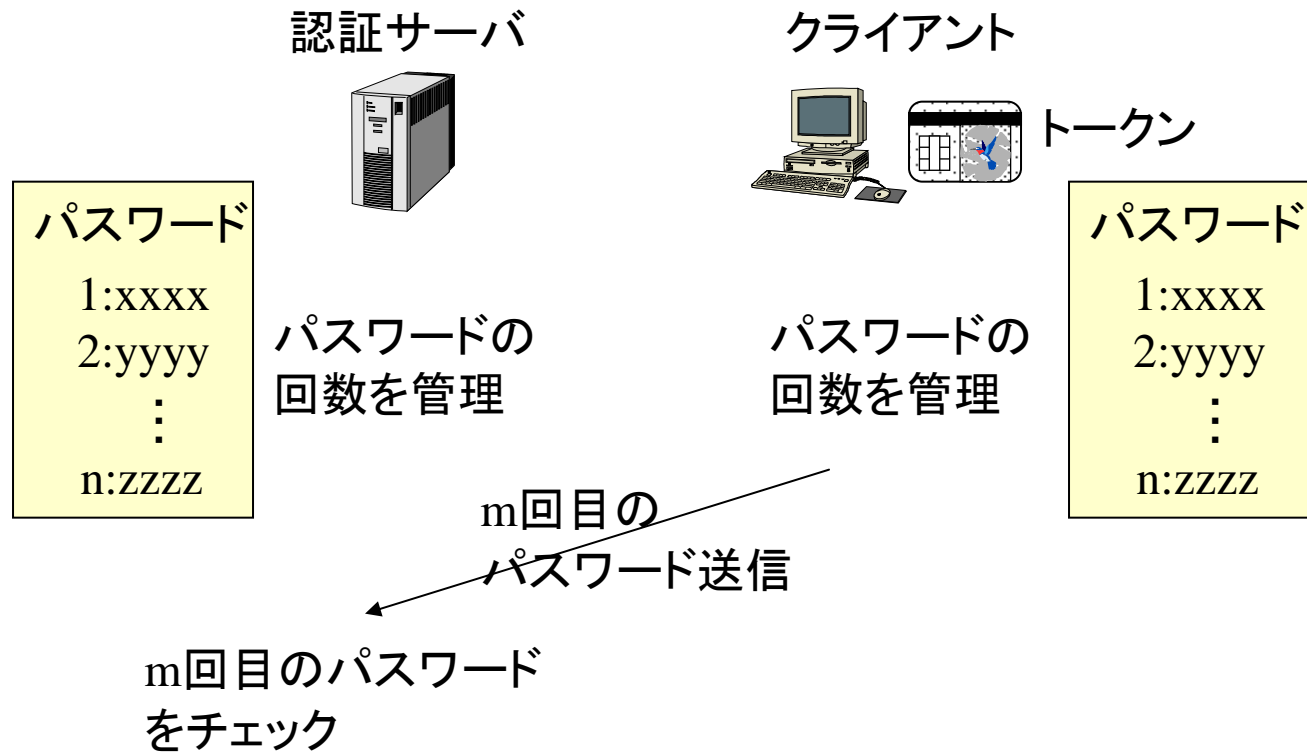 認証サーバ
クライアント
トークン
パスワード
1:xxxx
2:yyyy
⋮
n:zzzz
パスワードの
回数を管理
パスワードの
回数を管理
パスワード
1:xxxx
2:yyyy
⋮
n:zzzz
m回目の
パスワード送信
m回目のパスワード
をチェック